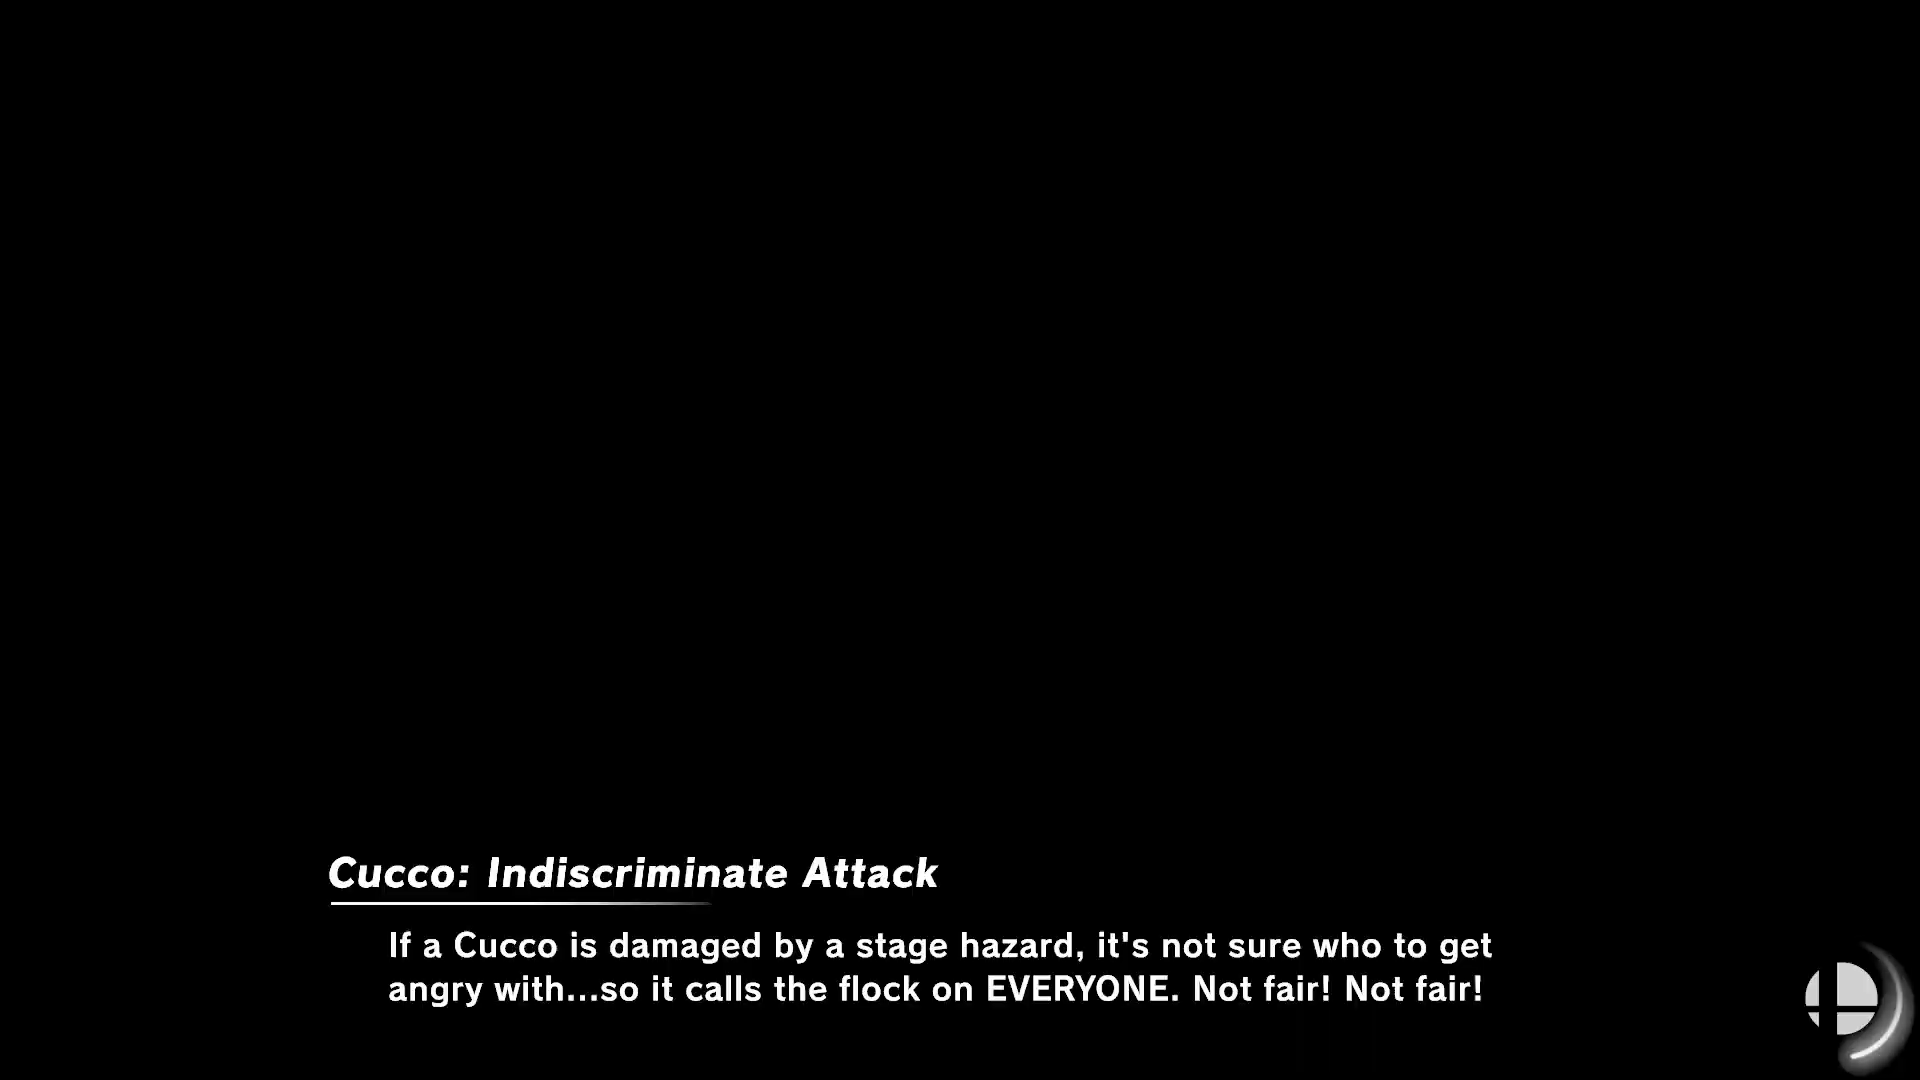 Cucco: Indiscriminate Attack
If a Cucco is damaged by a stage hazard, it's not sure who to get
angry with...so it calls the flock on EVERYONE. Not fair! Not fair!